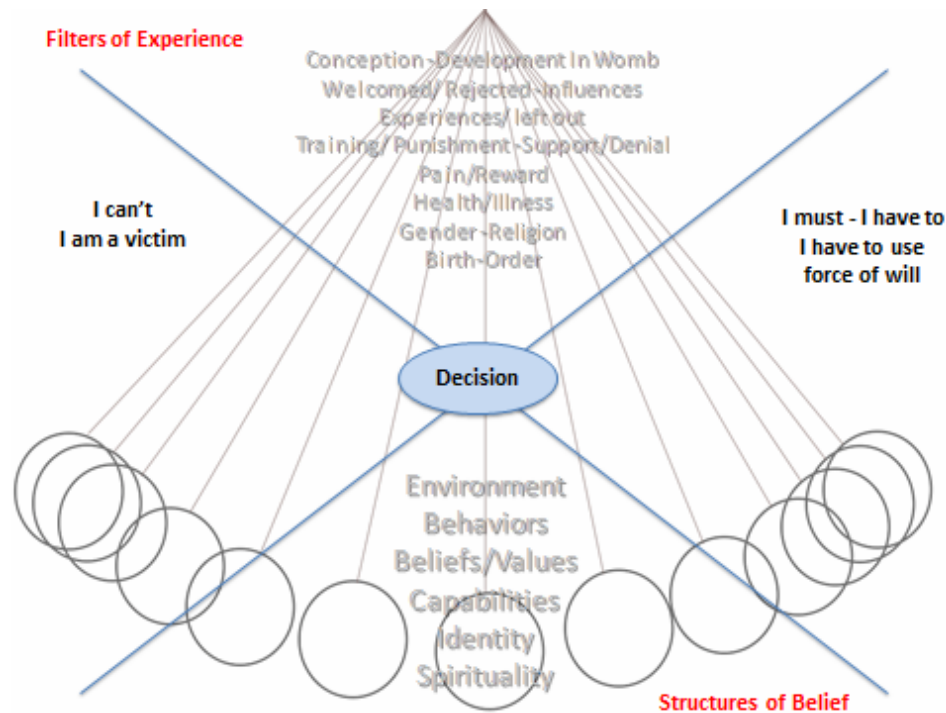 Filters of Experience
Conception-Development In Womb
Welcomed/Rejected-Influences
Experiences/left out
Training/Punishment-Support/Denial
Pain/Reward
Health/Illness
Gender-Religion
Birth-Order
I can't
I am a victim
I must - I have to
I have to use
force of will
Decision
Environment
Behaviors
Beliefs/Values
Capabilities
Identity
Spirituality
Structures of Belief